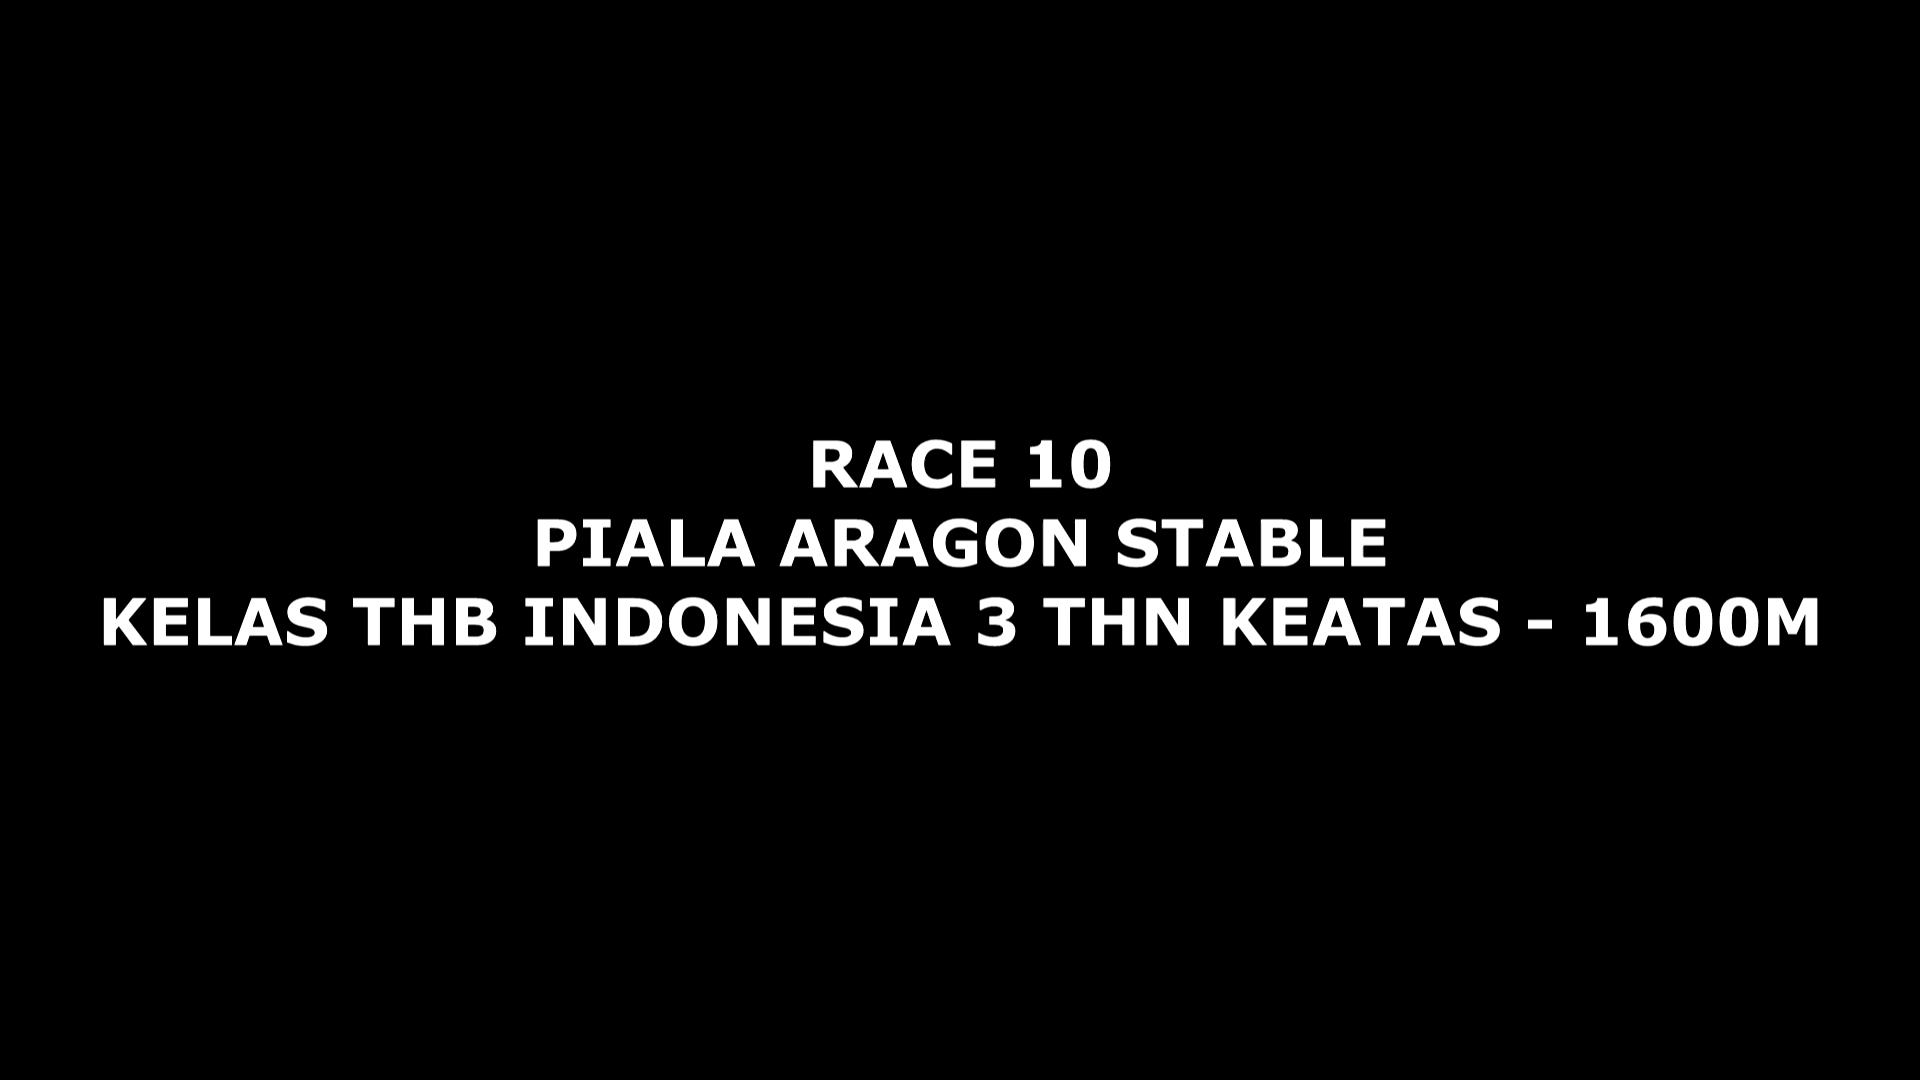 RACE 10
PIALA ARAGON STABLE
KELAS THB INDONESIA 3 THN KEATAS - 1600M